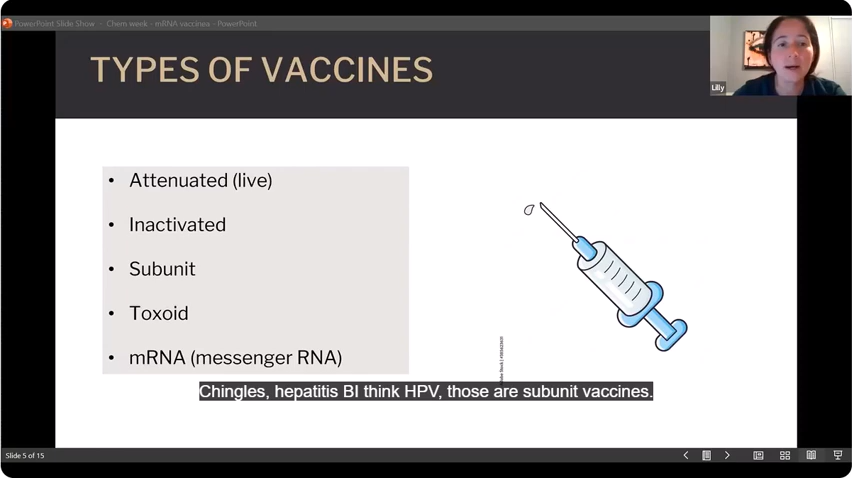 PowerPoint Slide Show - Chem week - mRNA vaccines - PowerPoint
TYPES OF VACCINES
Lilly
• Attenuated (live)
• Inactivated
• Subunit
• Toxoid
• mRNA (messenger RNA)
Chingles, hepatitis BI think HPV, those are subunit vaccines.
Slide 5 of 15